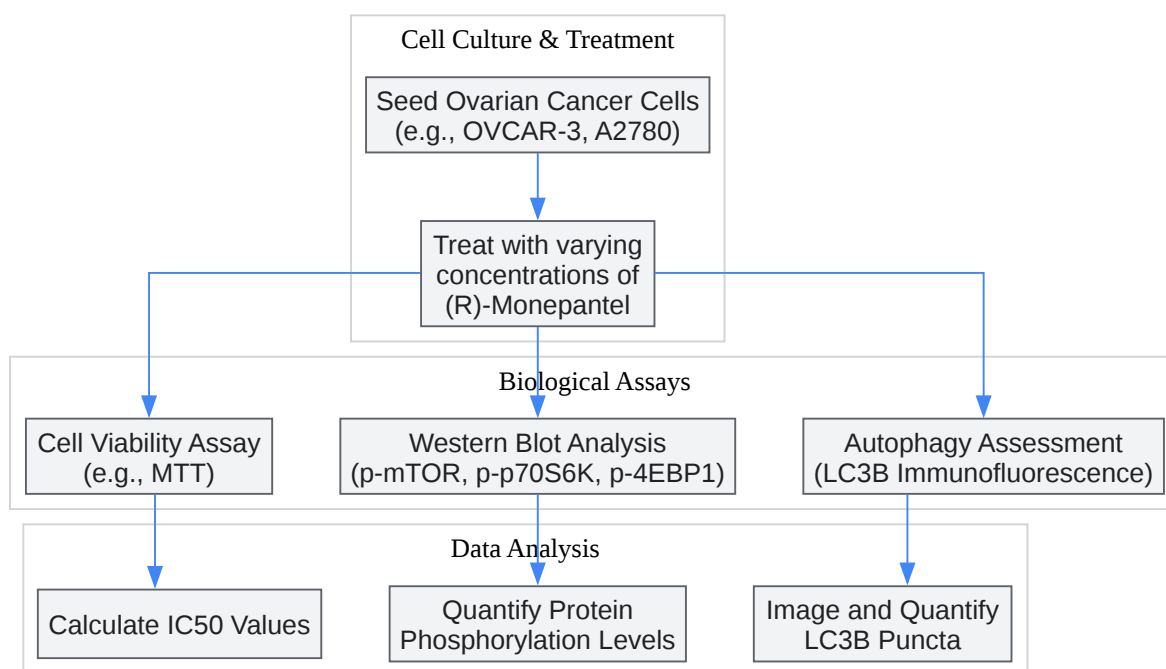 Cell Culture & Treatment
Seed Ovarian Cancer Cells
(e.g., OVCAR-3, A2780)
Treat with varying
concentrations of
(R)-Monepantel
Biological Assays
Cell Viability Assay
(e.g., MTT)
Western Blot Analysis
(p-mTOR, p-p70S6K, p-4EBP1)
Autophagy Assessment
(LC3B Immunofluorescence)
Data Analysis
Calculate IC50 Values
Quantify Protein
Phosphorylation Levels
Image and Quantify
LC3B Puncta